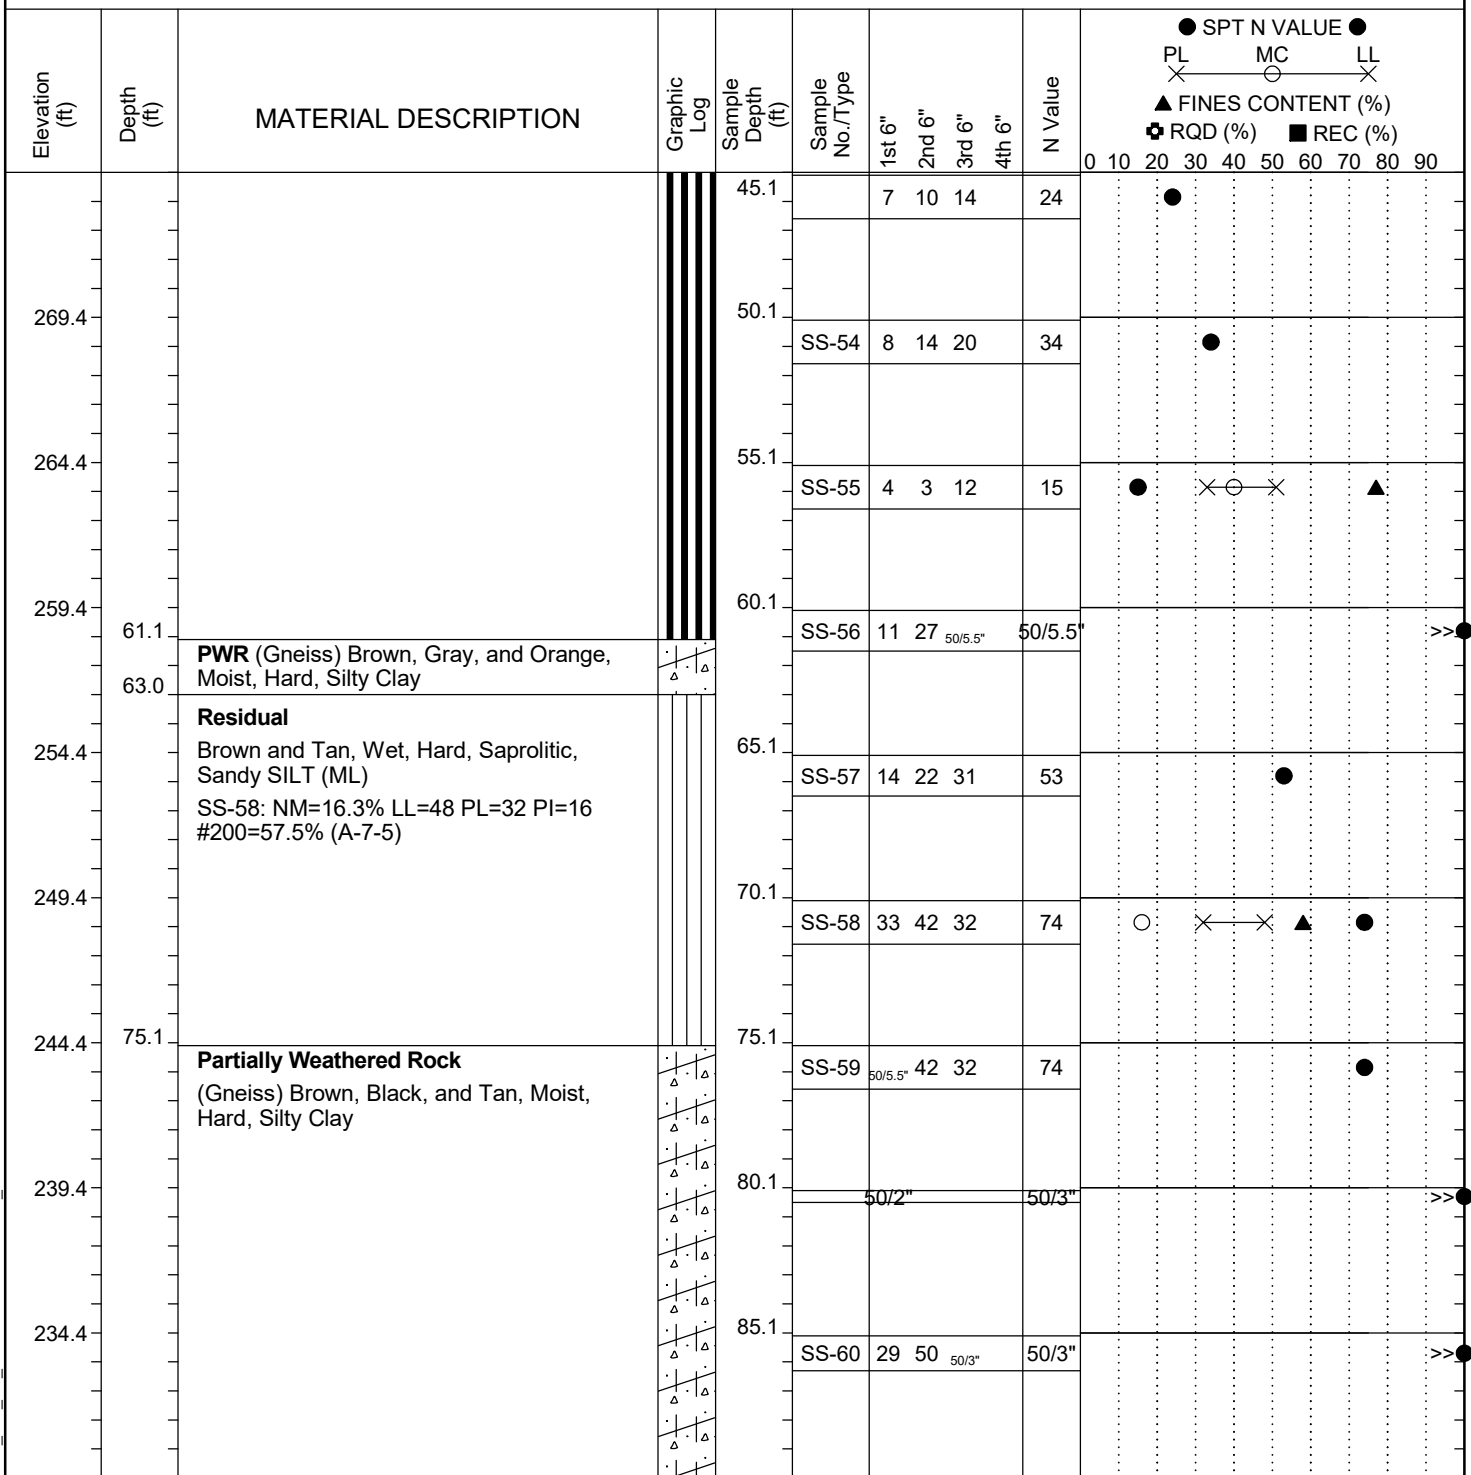 ● SPT N VALUE ●
PL MC LL
▲ FINES CONTENT (%)
RQD (%) ■ REC (%)
Elevation (ft)
Depth (ft)
MATERIAL DESCRIPTION
Graphic Log
Sample Depth (ft)
Sample No./Type
1st 6"
2nd 6"
3rd 6"
4th 6"
N Value
0 10 20 30 40 50 60 70 80 90
45.1
7 10 14 24
269.4 50.1
SS-54 8 14 20 34
264.4 55.1
SS-55 4 3 12 15
259.4 60.1
61.1
SS-56 11 27 50/5.5" 50/5.5" >>
PWR (Gneiss) Brown, Gray, and Orange,
Moist, Hard, Silty Clay
63.0
Residual
Brown and Tan, Wet, Hard, Saprolitic,
Sandy SILT (ML)
254.4 65.1
SS-57 14 22 31 53
SS-58: NM=16.3% LL=48 PL=32 PI=16
#200=57.5% (A-7-5)
249.4 70.1
SS-58 33 42 32 74
244.4 75.1 75.1
Partially Weathered Rock
SS-59 50/5.5" 42 32 74
(Gneiss) Brown, Black, and Tan, Moist,
Hard, Silty Clay
239.4 80.1
50/2" 50/3" >>
234.4 85.1
SS-60 29 50 50/3" 50/3" >>